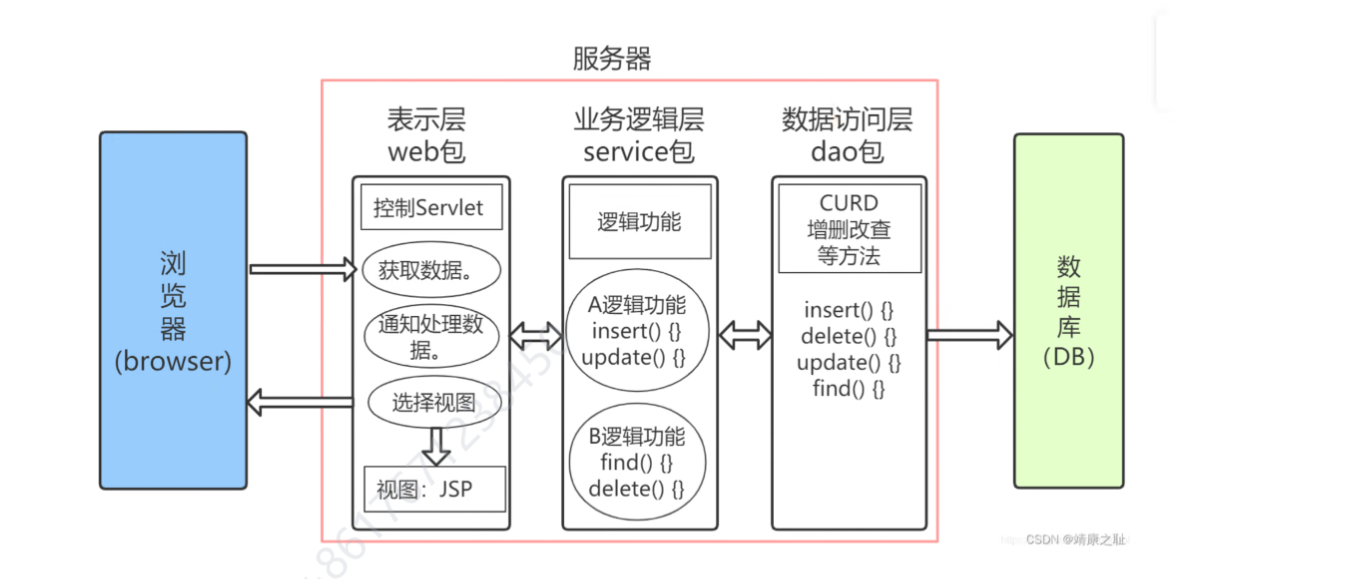 服务器
表示层
web包
业务逻辑层
service包
数据访问层
dao包
浏
览
器
(browser)
控制Servlet
获取数据。
通知处理数
据。
选择视图
视图：JSP
逻辑功能
A逻辑功能
insert() {}
update() {}
B逻辑功能
find() {}
delete() {}
CURD
增删改查
等方法
insert() {}
delete() {}
update() {}
find() {}
数
据
库
(DB)
CSDN @靖康之耻